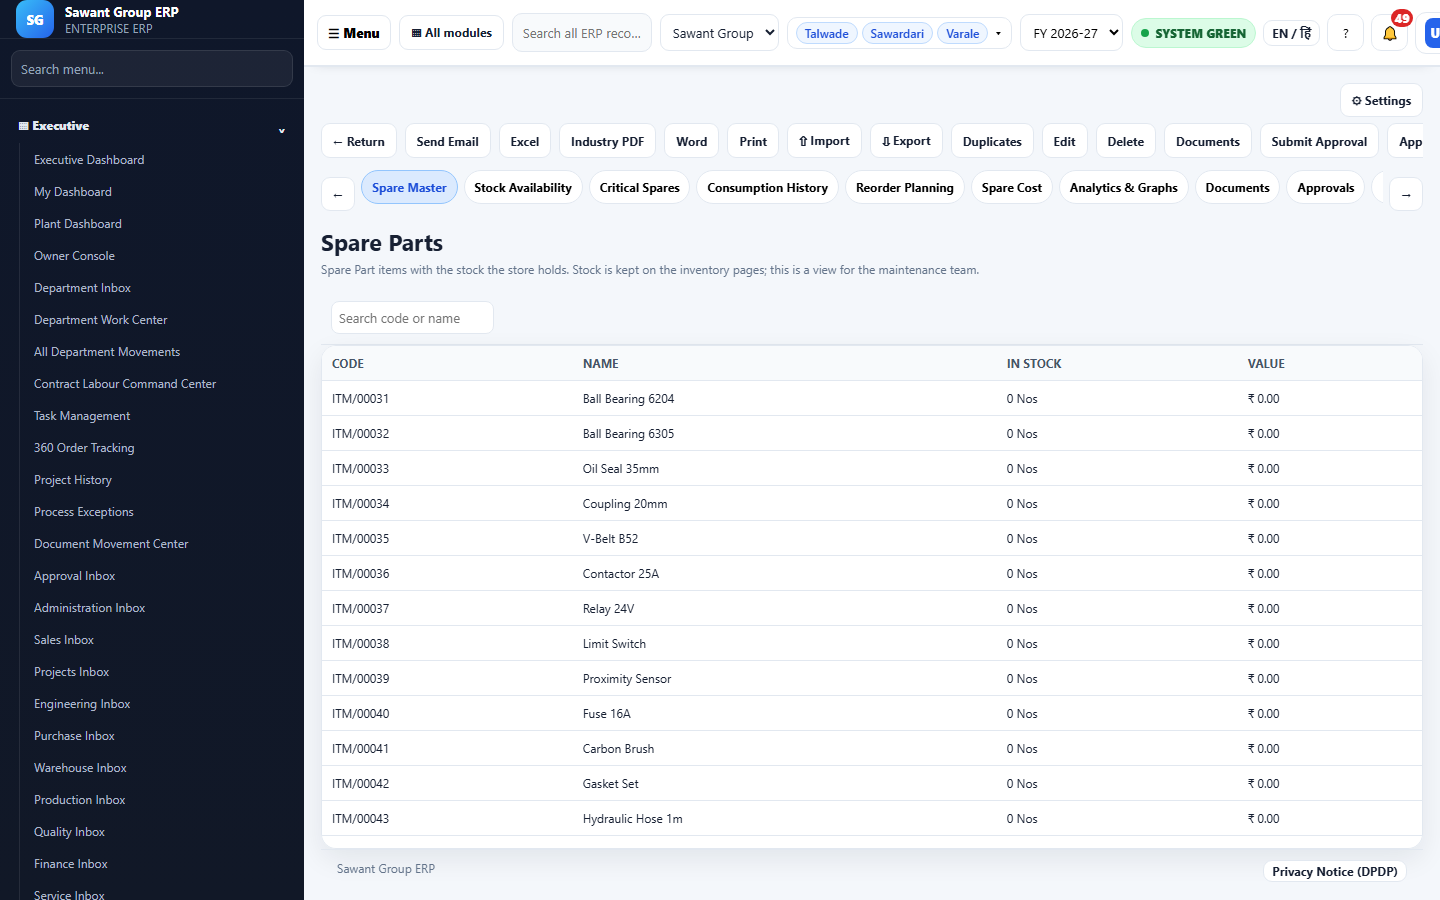 SG
Sawant Group ERP
ENTERPRISE ERP
Search menu...
Executive
Executive Dashboard
My Dashboard
Plant Dashboard
Owner Console
Department Inbox
Department Work Center
All Department Movements
Contract Labour Command Center
Task Management
360 Order Tracking
Project History
Process Exceptions
Document Movement Center
Approval Inbox
Administration Inbox
Sales Inbox
Projects Inbox
Engineering Inbox
Purchase Inbox
Warehouse Inbox
Production Inbox
Quality Inbox
Finance Inbox
Service Inbox
☰ Menu
All modules
Search all ERP reco...
Sawant Group
Talwade Sawardari Varale
FY 2026-27
SYSTEM GREEN
EN / हिं
?
49
U
⚙ Settings
← Return
Send Email
Excel
Industry PDF
Word
Print
⇧ Import
⇩ Export
Duplicates
Edit
Delete
Documents
Submit Approval
App
←
Spare Master
Stock Availability
Critical Spares
Consumption History
Reorder Planning
Spare Cost
Analytics & Graphs
Documents
Approvals
→
Spare Parts
Spare Part items with the stock the store holds. Stock is kept on the inventory pages; this is a view for the maintenance team.
Search code or name
CODE NAME IN STOCK VALUE
ITM/00031 Ball Bearing 6204 0 Nos ₹ 0.00
ITM/00032 Ball Bearing 6305 0 Nos ₹ 0.00
ITM/00033 Oil Seal 35mm 0 Nos ₹ 0.00
ITM/00034 Coupling 20mm 0 Nos ₹ 0.00
ITM/00035 V-Belt B52 0 Nos ₹ 0.00
ITM/00036 Contactor 25A 0 Nos ₹ 0.00
ITM/00037 Relay 24V 0 Nos ₹ 0.00
ITM/00038 Limit Switch 0 Nos ₹ 0.00
ITM/00039 Proximity Sensor 0 Nos ₹ 0.00
ITM/00040 Fuse 16A 0 Nos ₹ 0.00
ITM/00041 Carbon Brush 0 Nos ₹ 0.00
ITM/00042 Gasket Set 0 Nos ₹ 0.00
ITM/00043 Hydraulic Hose 1m 0 Nos ₹ 0.00
Sawant Group ERP
Privacy Notice (DPDP)